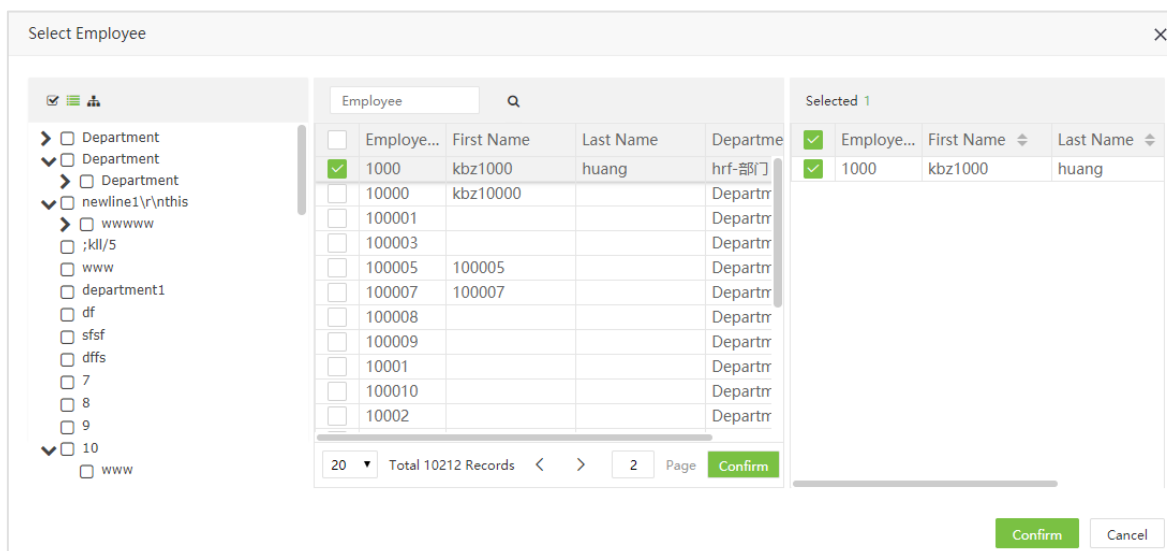 Select Employee
Department
Department
Department
newline1\r\nthis
wwwww
;kll/5
www
department1
df
sfsf
dffs
7
8
9
10
www
Employee
Employe... First Name Last Name Departme
1000 kbz1000 huang hrf-部门
10000 kbz10000 Departm
100001 Departm
100003 Departm
100005 100005 Departm
100007 100007 Departm
100008 Departm
100009 Departm
10001 Departm
100010 Departm
10002 Departm
20 Total 10212 Records < > 2 Page Confirm
Selected 1
Employe... First Name Last Name
1000 kbz1000 huang
Confirm Cancel